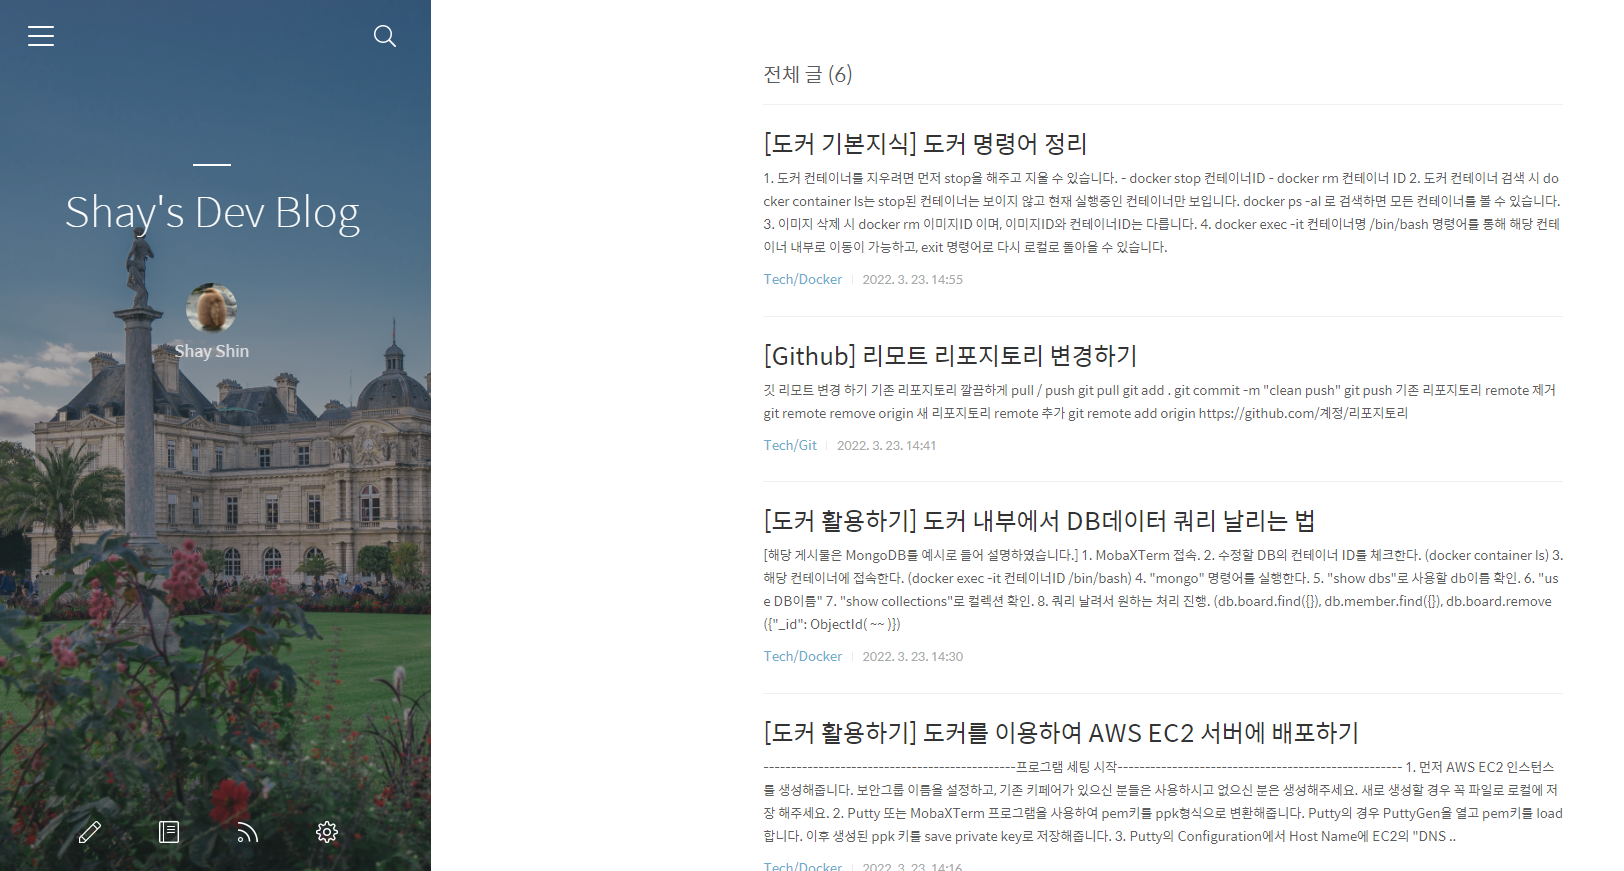 Shay's Dev Blog
Shay Shin
전체 글 (6)
[도커 기본지식] 도커 명령어 정리
1. 도커 컨테이너를 지우려면 먼저 stop을 해주고 지울 수 있습니다. - docker stop 컨테이너ID - docker rm 컨테이너 ID 2. 도커 컨테이너 검색 시 do
cker container ls는 stop된 컨테이너는 보이지 않고 현재 실행중인 컨테이너만 보입니다. docker ps -al 로 검색하면 모든 컨테이너를 볼 수 있습니다.
3. 이미지 삭제 시 docker rm 이미지ID 이며, 이미지ID와 컨테이너ID는 다릅니다. 4. docker exec -it 컨테이너명 /bin/bash 명령어를 통해 해당 컨테
이너 내부로 이동이 가능하고, exit 명령어로 다시 로컬로 돌아올 수 있습니다.
Tech/Docker 2022. 3. 23. 14:55
[Github] 리모트 리포지토리 변경하기
깃 리모트 변경 하기 기존 리포지토리 깔끔하게 pull / push git pull git add . git commit -m "clean push" git push 기존 리포지토리 remote 제거
git remote remove origin 새 리포지토리 remote 추가 git remote add origin https://github.com/계정/리포지토리
Tech/Git 2022. 3. 23. 14:41
[도커 활용하기] 도커 내부에서 DB데이터 쿼리 날리는 법
[해당 게시물은 MongoDB를 예시로 들어 설명하였습니다.] 1. MobaXTerm 접속. 2. 수정할 DB의 컨테이너 ID를 체크한다. (docker container ls) 3.
해당 컨테이너에 접속한다. (docker exec -it 컨테이너ID /bin/bash) 4. "mongo" 명령어를 실행한다. 5. "show dbs"로 사용할 db이름 확인. 6. "us
e DB이름" 7. "show collections"로 컬렉션 확인. 8. 쿼리 날려서 원하는 처리 진행. (db.board.find({}), db.member.find({}), db.board.remove
({"_id": ObjectId( ~~ )})
Tech/Docker 2022. 3. 23. 14:30
[도커 활용하기] 도커를 이용하여 AWS EC2 서버에 배포하기
----------------------------------------------프로그램 세팅 시작---------------------------------------------------- 1. 먼저 AWS EC2 인스턴스
를 생성해줍니다. 보안그룹 이름을 설정하고, 기존 키페어가 있으신 분들은 사용하시고 없으신 분은 생성해주세요. 새로 생성할 경우 꼭 파일로 로컬에 저
장 해주세요. 2. Putty 또는 MobaXTerm 프로그램을 사용하여 pem키를 ppk형식으로 변환해줍니다. Putty의 경우 PuttyGen을 열고 pem키를 load
합니다. 이후 생성된 ppk 키를 save private key로 저장해줍니다. 3. Putty의 Configuration에서 Host Name에 EC2의 "DNS ..
Tech/Docker 2022. 3. 23. 14:16